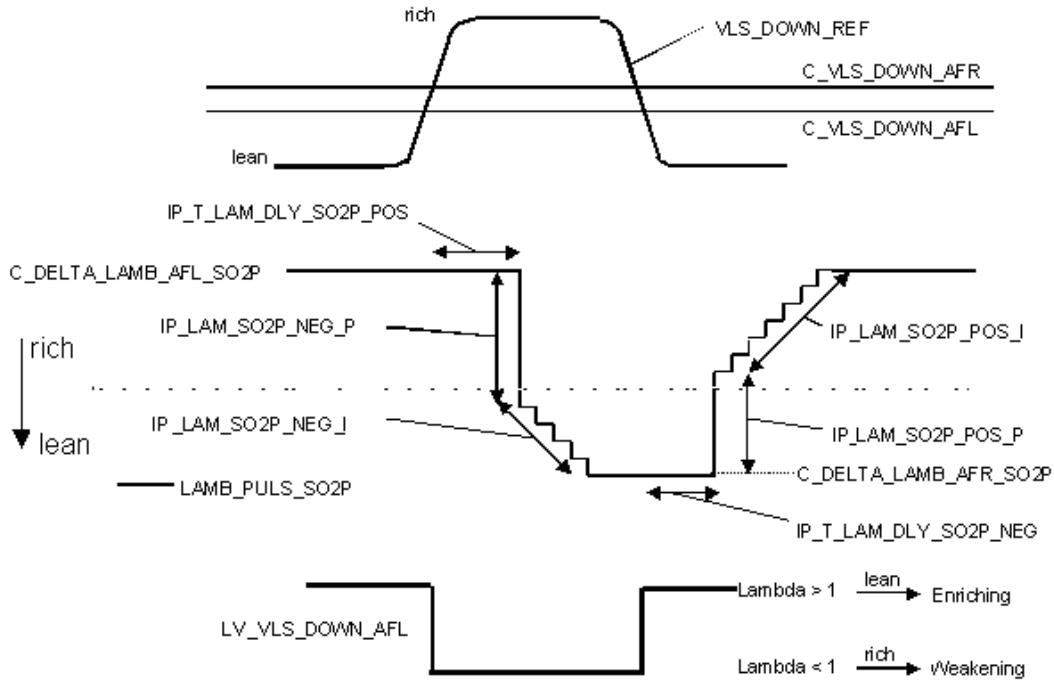 rich
VLS_DOWN_REF
C_VLS_DOWN_AFR
C_VLS_DOWN_AFL
lean
IP_T_LAM_DLY_SO2P_POS
C_DELTA_LAMB_AFL_SO2P
IP_LAM_SO2P_NEG_P
IP_LAM_SO2P_POS_I
rich
IP_LAM_SO2P_NEG_I
IP_LAM_SO2P_POS_P
lean
C_DELTA_LAMB_AFR_SO2P
LAMB_PULS_SO2P
IP_T_LAM_DLY_SO2P_NEG
Lambda > 1 lean Enriching
LV_VLS_DOWN_AFL
Lambda < 1 rich Weakening